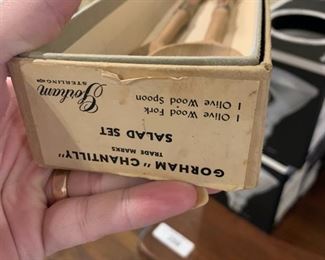 GORHAM "CHANTILLY"
TRADE MARKS
SALAD SET
1 Olive Wood Fork
1 Olive Wood Spoon
Gorham
STERLING